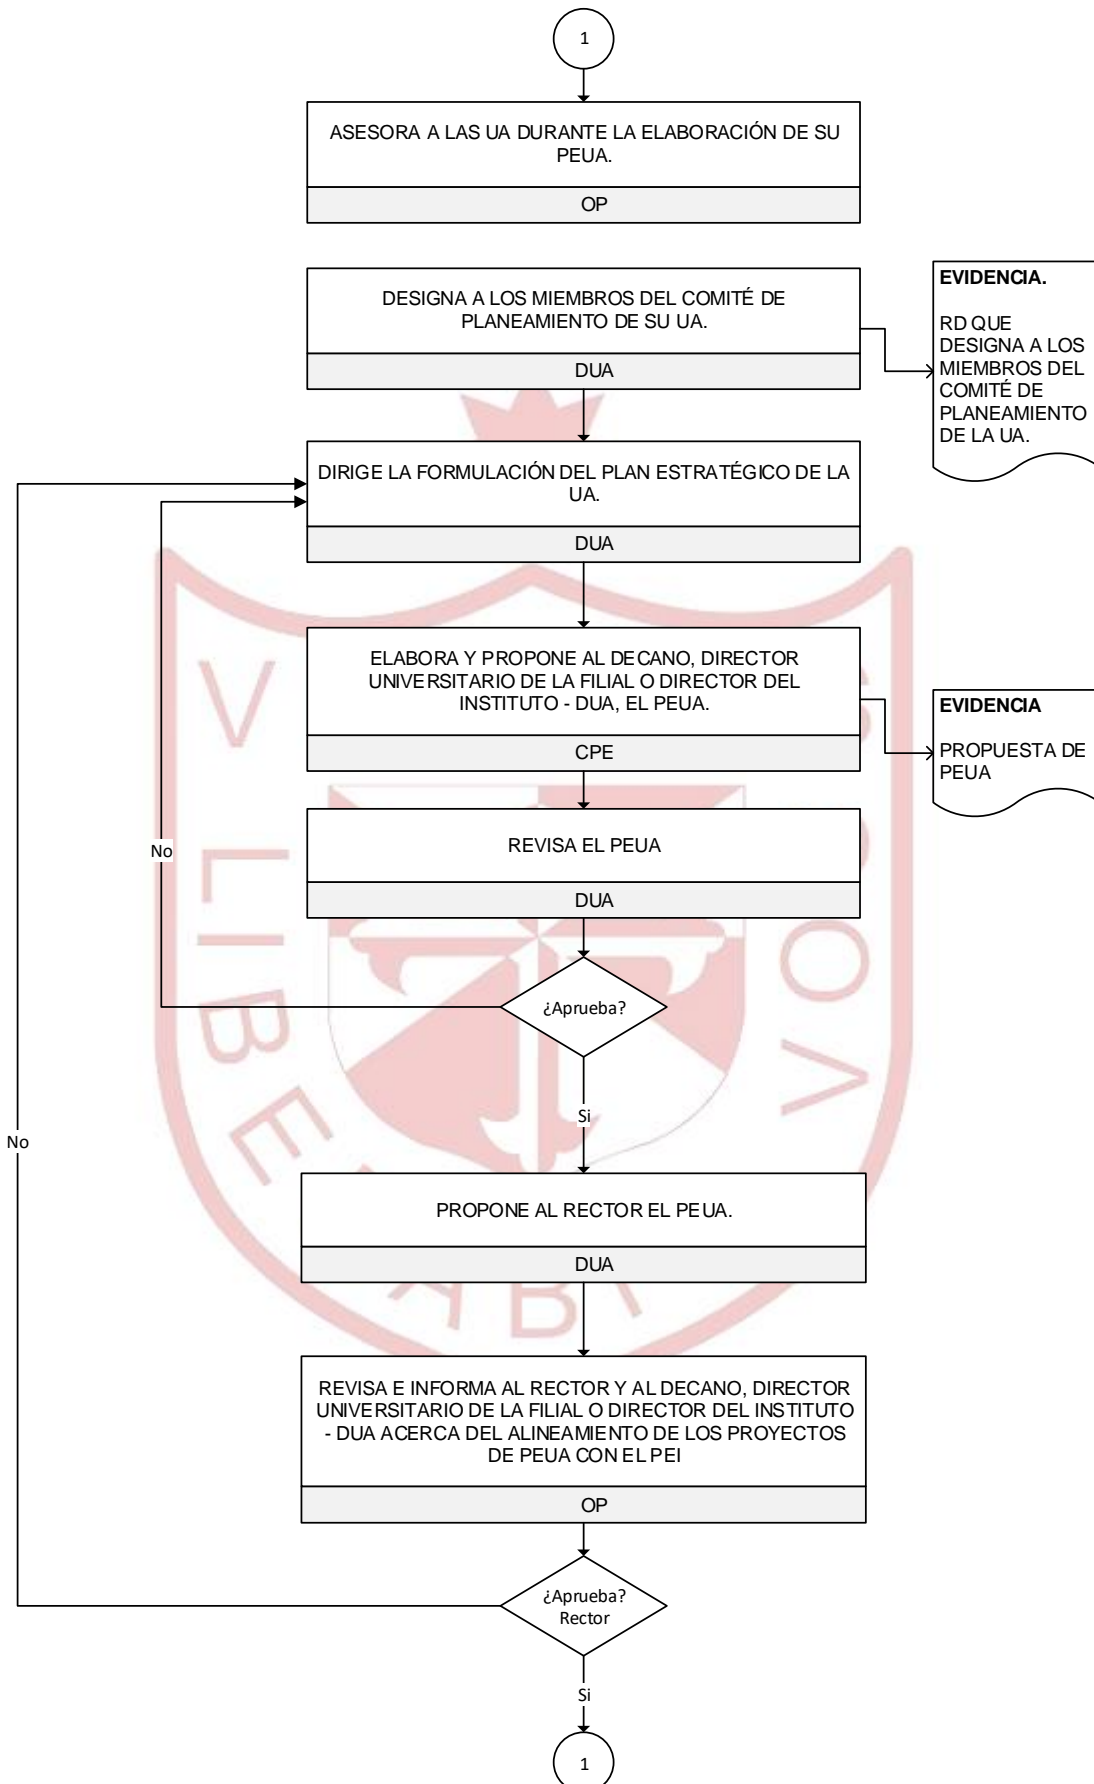 1
ASESORA A LAS UA DURANTE LA ELABORACIÓN DE SU
PEUA.
OP
DESIGNA A LOS MIEMBROS DEL COMITÉ DE
PLANEAMIENTO DE SU UA.
DUA
EVIDENCIA.
RD QUE
DESIGNA A LOS
MIEMBROS DEL
COMITÉ DE
PLANEAMIENTO
DE LA UA.
DIRIGE LA FORMULACIÓN DEL PLAN ESTRATÉGICO DE LA
UA.
DUA
ELABORA Y PROPONE AL DECANO, DIRECTOR
UNIVERSITARIO DE LA FILIAL O DIRECTOR DEL
INSTITUTO - DUA, EL PEUA.
CPE
EVIDENCIA
PROPUESTA DE
PEUA
REVISA EL PEUA
DUA
No
¿Aprueba?
Si
No
PROPONE AL RECTOR EL PEUA.
DUA
REVISA E INFORMA AL RECTOR Y AL DECANO, DIRECTOR
UNIVERSITARIO DE LA FILIAL O DIRECTOR DEL INSTITUTO
- DUA ACERCA DEL ALINEAMIENTO DE LOS PROYECTOS
DE PEUA CON EL PEI
OP
¿Aprueba?
Rector
Si
1